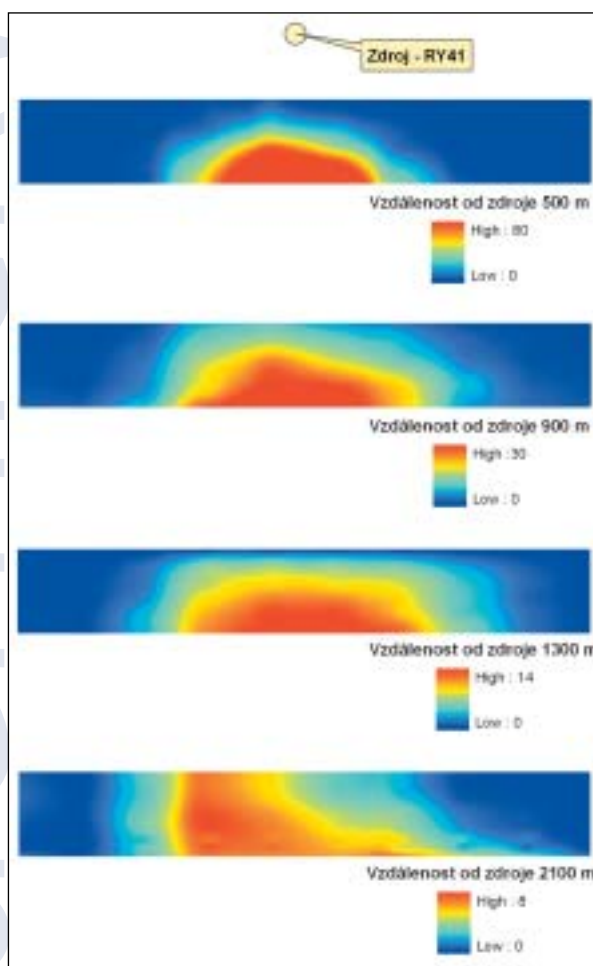 Zdroj - RY41
Vzdálenost od zdroje 500 m
High : 80
Low : 0
Vzdálenost od zdroje 900 m
High : 30
Low : 0
Vzdálenost od zdroje 1300 m
High : 14
Low : 0
Vzdálenost od zdroje 2100 m
High : 8
Low : 0